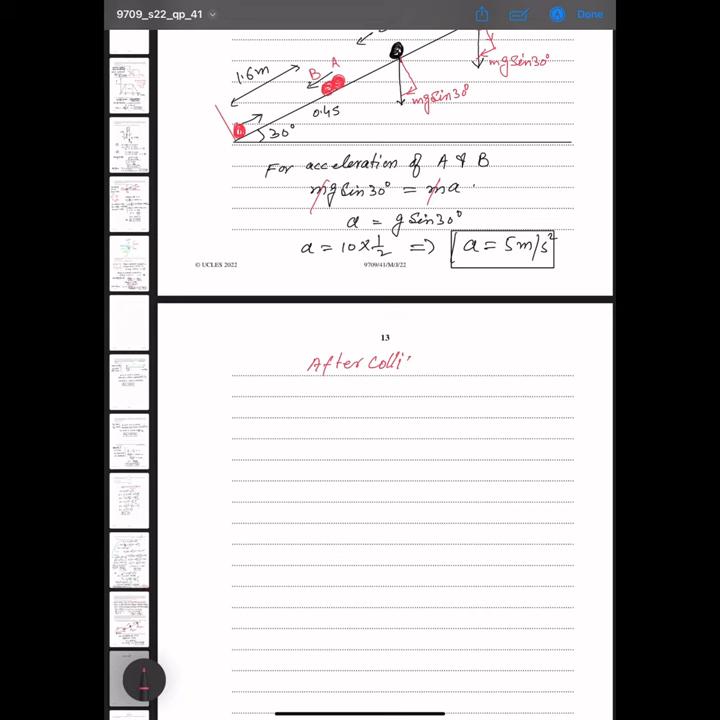 9709_s22_qp_41
Done
mgSin30°
1.6m
B
A
mgSin30°
0.4s
30°
For acceleration of A & B
mgSin30° = ma
a = gSin30°
a = 10×1/2 => a = 5m/s²
© UCLES 2022
9709/41/M/J/22
13
After Colli